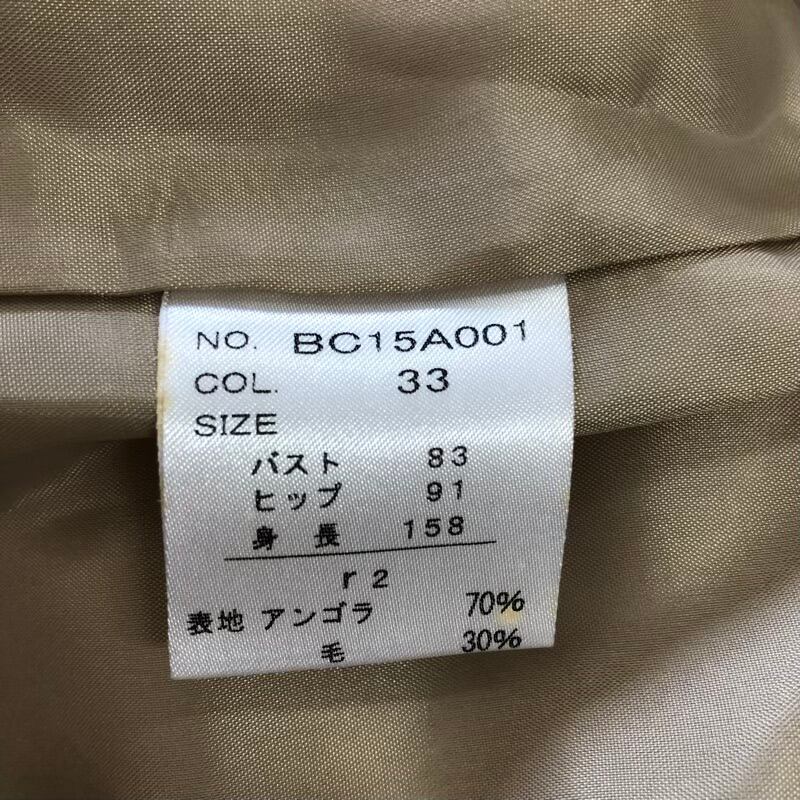 NO. BC15A001
COL. 33
SIZE
バスト 83
ヒップ 91
身長 158
r2
表地 アンゴラ 70%
毛 30%